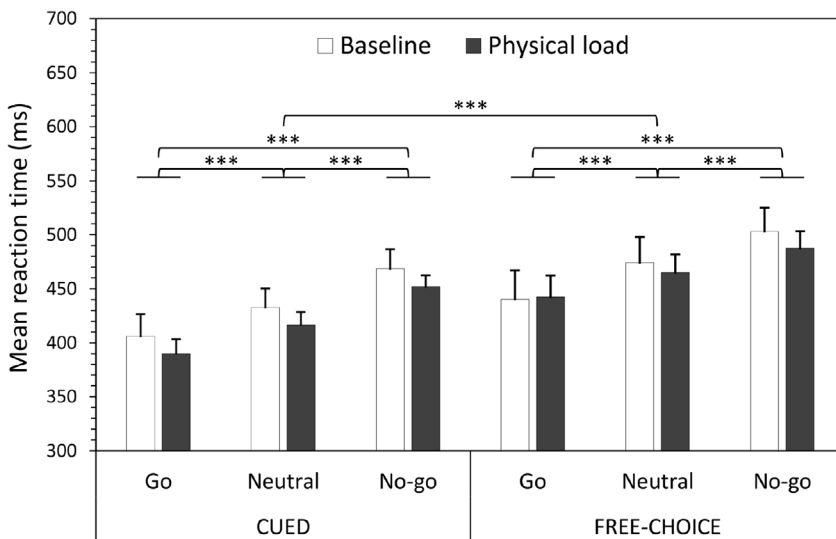 700
Baseline Physical load
650
***
600
*** ***
*** *** *** ***
550
500
450
400
350
300
Mean reaction time (ms)
Go Neutral No-go Go Neutral No-go
CUED FREE-CHOICE